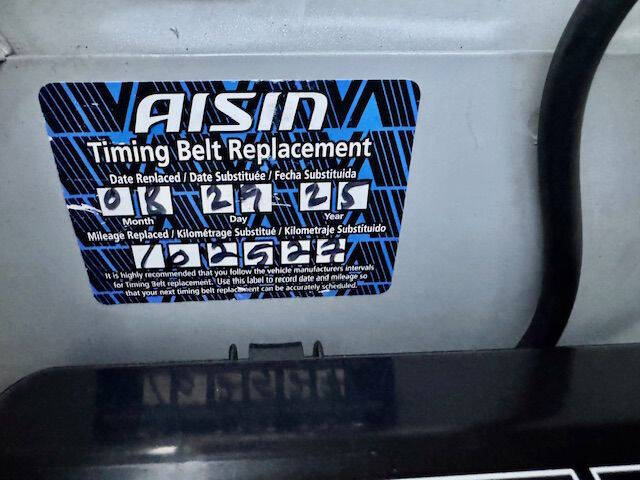 AISIN
Timing Belt Replacement
Date Replaced / Date Substituée / Fecha Substituida
08 29 25
Month Day Year
Mileage Replaced / Kilométrage Substitué / Kilometraje Substituido
It is highly recommended that you follow the vehicle manufacturers intervals
for Timing Belt replacement. Use this label to record date and mileage so
that your next timing belt replacement can be accurately scheduled.